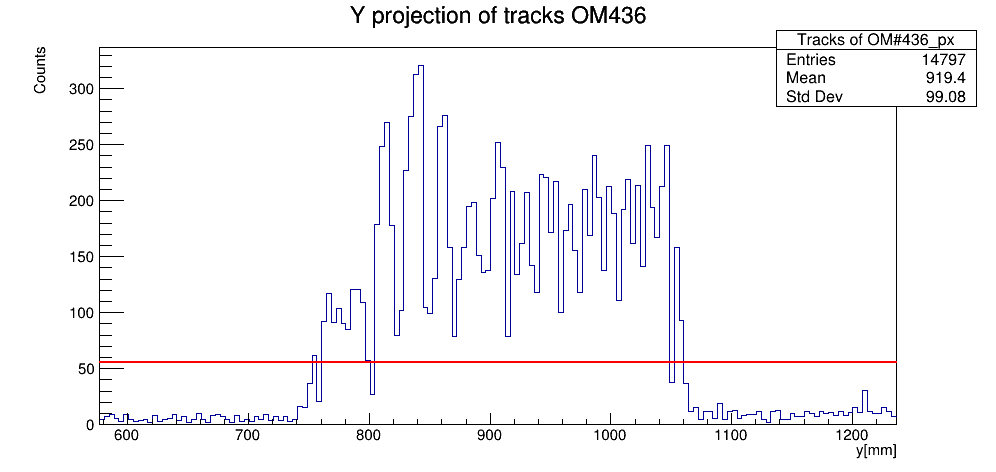 Y projection of tracks OM436
Tracks of OM#436_px
Entries 14797
Mean 919.4
Std Dev 99.08
Counts
300
250
200
150
100
50
0
600 700 800 900 1000 1100 1200
y[mm]